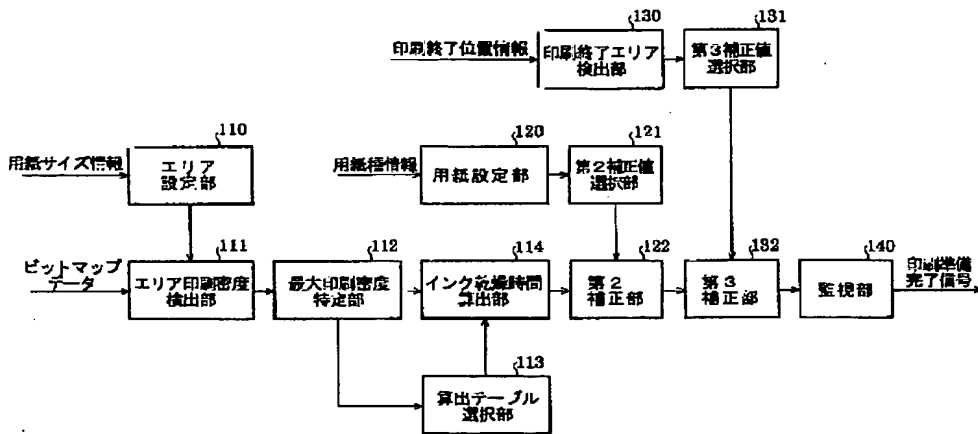 130
131
印刷終了位置情報
印刷終了エリア
検出部
第3補正値
選択部
110
120
121
用紙サイズ情報
エリア
設定部
用紙種情報
用紙設定部
第2補正値
選択部
111
112
114
122
132
140
ビットマップ
データ
エリア印刷密度
検出部
最大印刷密度
特定部
インク乾燥時間
算出部
第2
補正部
第3
補正部
監視部
印刷準備
完了信号
113
算出テーブル
選択部